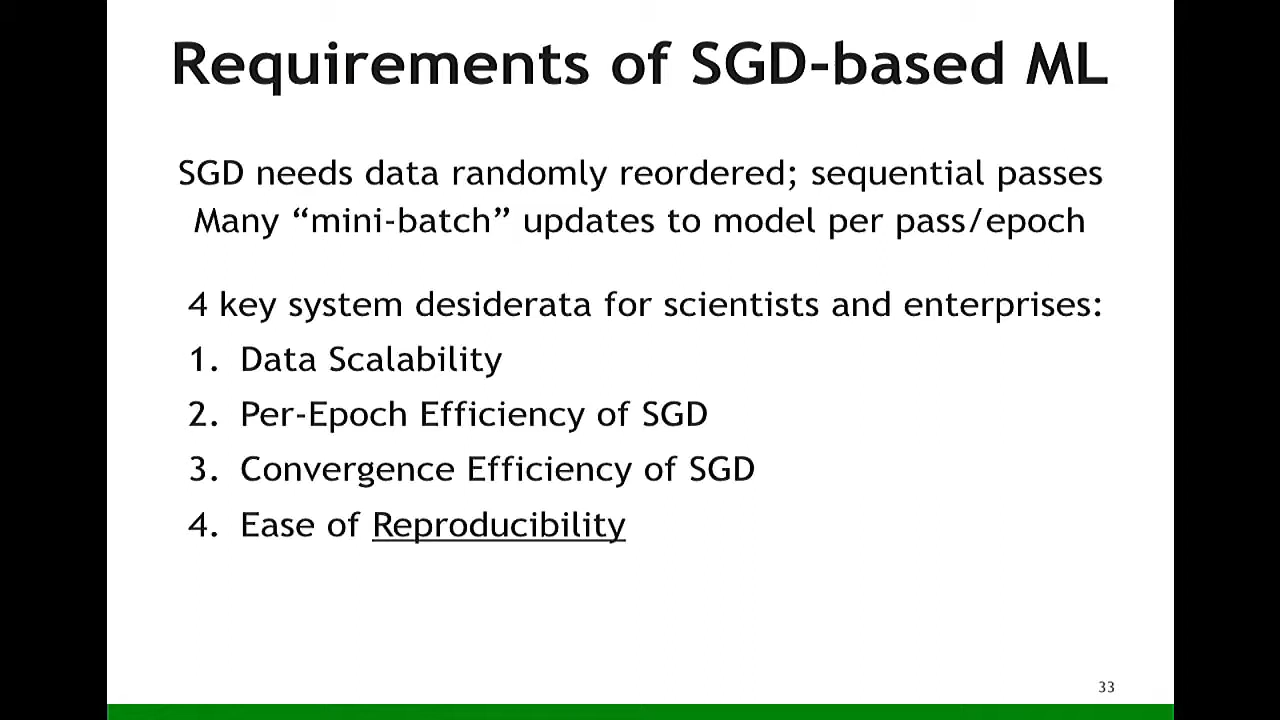 Requirements of SGD-based ML
SGD needs data randomly reordered; sequential passes
Many “mini-batch” updates to model per pass/epoch
4 key system desiderata for scientists and enterprises:
1. Data Scalability
2. Per-Epoch Efficiency of SGD
3. Convergence Efficiency of SGD
4. Ease of Reproducibility
33